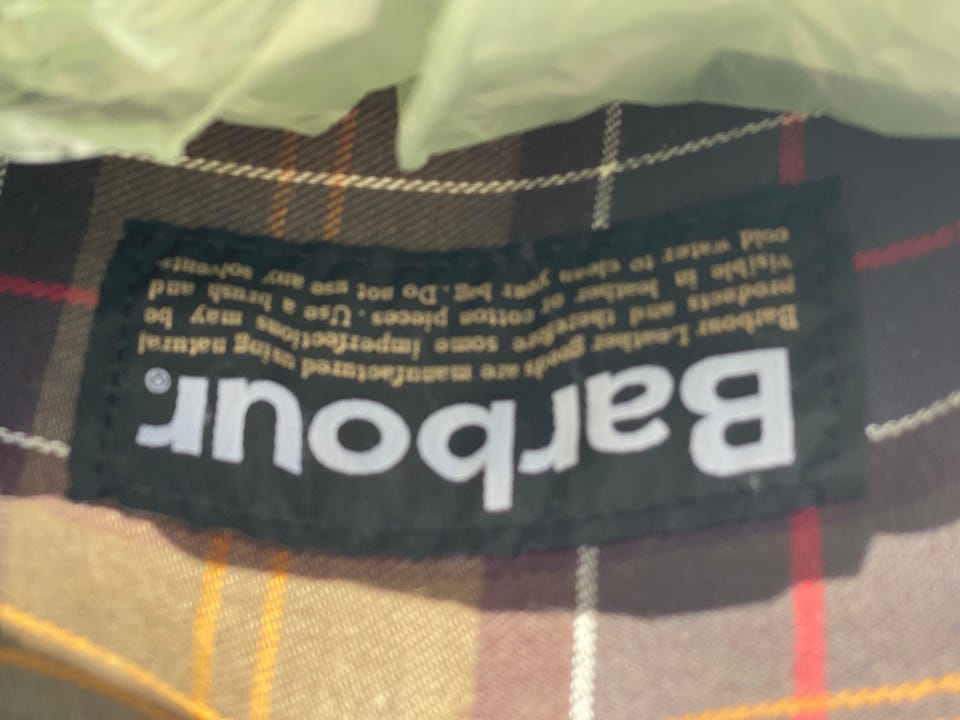 Barbour®
Barbour Leather goods are manufactured using natural
products and therefore some imperfections may be
visible in leather or cotton pieces. Use a brush and
cold water to clean your bag. Do not use any solvents.